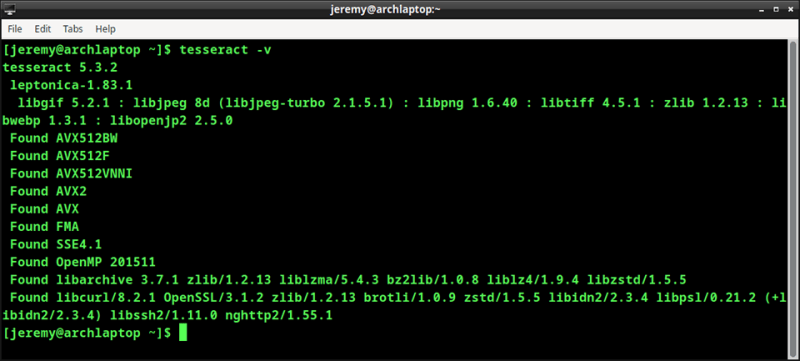 jeremy@archlaptop:~
File Edit Tabs Help
[jeremy@archlaptop ~]$ tesseract -v
tesseract 5.3.2
 leptonica-1.83.1
  libgif 5.2.1 : libjpeg 8d (libjpeg-turbo 2.1.5.1) : libpng 1.6.40 : libtiff 4.5.1 : zlib 1.2.13 : li
bwebp 1.3.1 : libopenjp2 2.5.0
 Found AVX512BW
 Found AVX512F
 Found AVX512VNNI
 Found AVX2
 Found AVX
 Found FMA
 Found SSE4.1
 Found OpenMP 201511
 Found libarchive 3.7.1 zlib/1.2.13 liblzma/5.4.3 bz2lib/1.0.8 liblz4/1.9.4 libzstd/1.5.5
 Found libcurl/8.2.1 OpenSSL/3.1.2 zlib/1.2.13 brotli/1.0.9 zstd/1.5.5 libidn2/2.3.4 libpsl/0.21.2 (+l
ibidn2/2.3.4) libssh2/1.11.0 nghttp2/1.55.1
[jeremy@archlaptop ~]$